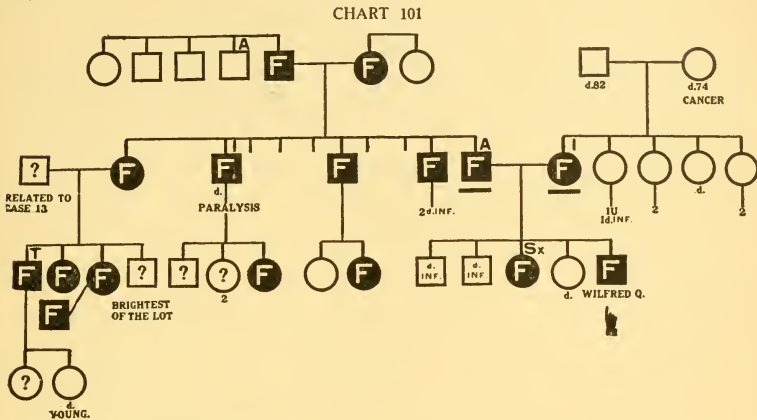 CHART 101
A
F F
d.82
d.74
CANCER
A I
? F F F F F F
RELATED TO
CASE 13
d.
PARALYSIS
2d.INF.
1U
1d.INF.
2
d.
2
T
F F F ?
F
BRIGHTEST
OF THE LOT
? ? F
2
F
d.
INF.
d.
INF.
Sx
F
d.
F
WILFRED Q.
?
d.
YOUNG.